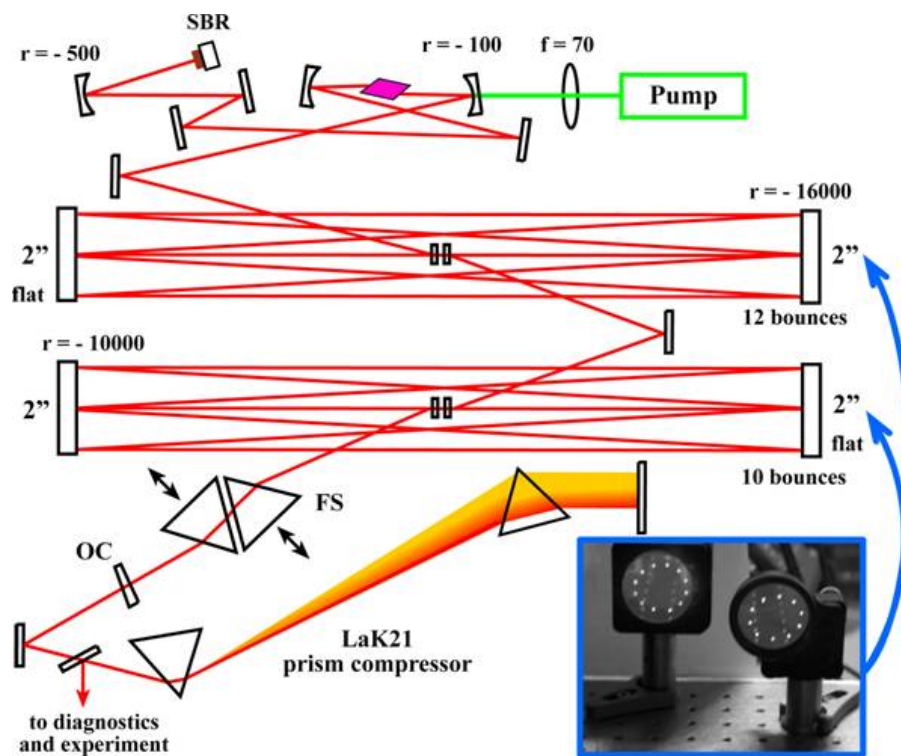 SBR
r = - 500
r = - 100
f = 70
Pump
r = - 16000
2”
2”
flat
12 bounces
r = - 10000
2”
2”
flat
10 bounces
FS
OC
LaK21
prism compressor
to diagnostics
and experiment